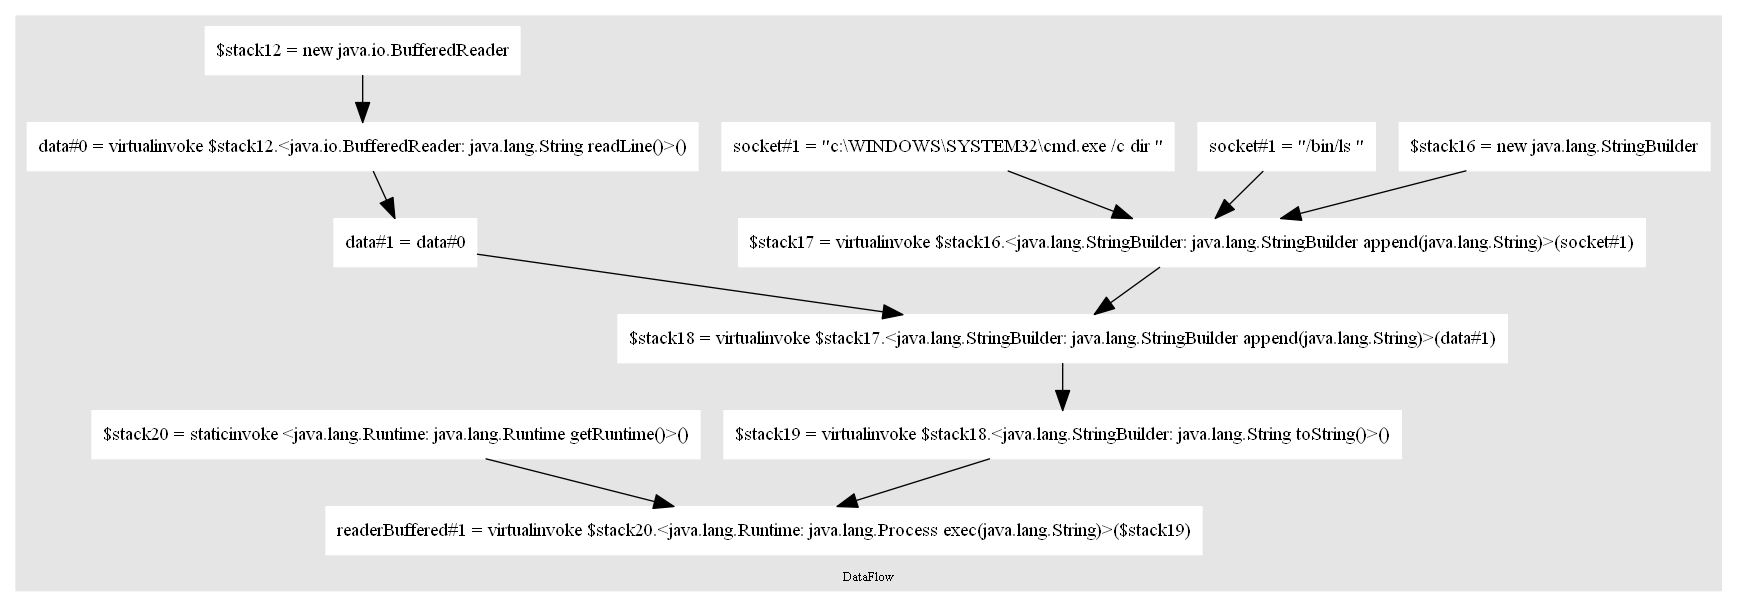 $stack12 = new java.io.BufferedReader
data#0 = virtualinvoke $stack12.<java.io.BufferedReader: java.lang.String readLine()>()
socket#1 = "c:\WINDOWS\SYSTEM32\cmd.exe /c dir "
socket#1 = "/bin/ls "
$stack16 = new java.lang.StringBuilder
data#1 = data#0
$stack17 = virtualinvoke $stack16.<java.lang.StringBuilder: java.lang.StringBuilder append(java.lang.String)>(socket#1)
$stack18 = virtualinvoke $stack17.<java.lang.StringBuilder: java.lang.StringBuilder append(java.lang.String)>(data#1)
$stack20 = staticinvoke <java.lang.Runtime: java.lang.Runtime getRuntime()>()
$stack19 = virtualinvoke $stack18.<java.lang.StringBuilder: java.lang.String toString()>()
readerBuffered#1 = virtualinvoke $stack20.<java.lang.Runtime: java.lang.Process exec(java.lang.String)>($stack19)
DataFlow